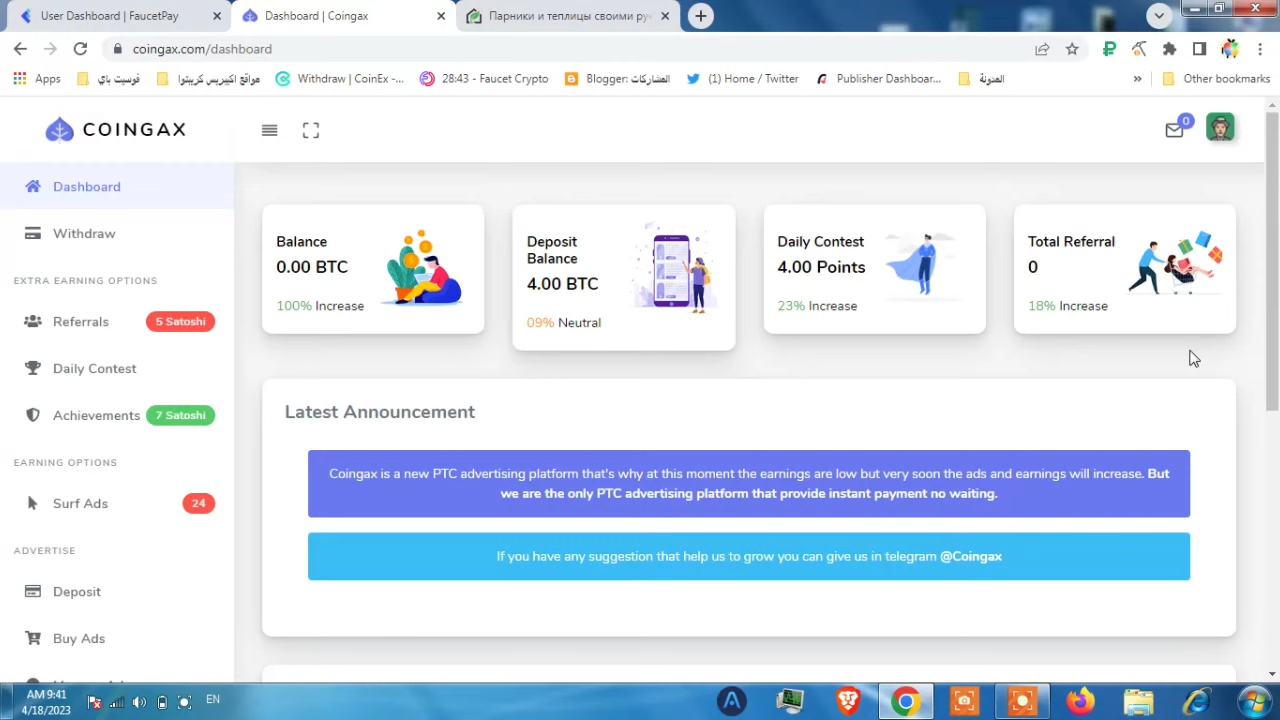 User Dashboard | FaucetPay
Dashboard | Coingax
Парники и теплицы своими рук
coingax.com/dashboard
Apps
فوسيت باي
مواقع اكبيريس كريبتوا
Withdraw | CoinEx -...
28:43 - Faucet Crypto
Blogger: المشاركات
(1) Home / Twitter
Publisher Dashboar...
المدونة
»
Other bookmarks
COINGAX
0
Dashboard
Withdraw
EXTRA EARNING OPTIONS
Referrals 5 Satoshi
Daily Contest
Achievements 7 Satoshi
EARNING OPTIONS
Surf Ads 24
ADVERTISE
Deposit
Buy Ads
Balance
0.00 BTC
100% Increase
Deposit
Balance
4.00 BTC
09% Neutral
Daily Contest
4.00 Points
23% Increase
Total Referral
0
18% Increase
Latest Announcement
Coingax is a new PTC advertising platform that's why at this moment the earnings are low but very soon the ads and earnings will increase. But
we are the only PTC advertising platform that provide instant payment no waiting.
If you have any suggestion that help us to grow you can give us in telegram @Coingax
AM 9:41
4/18/2023
EN